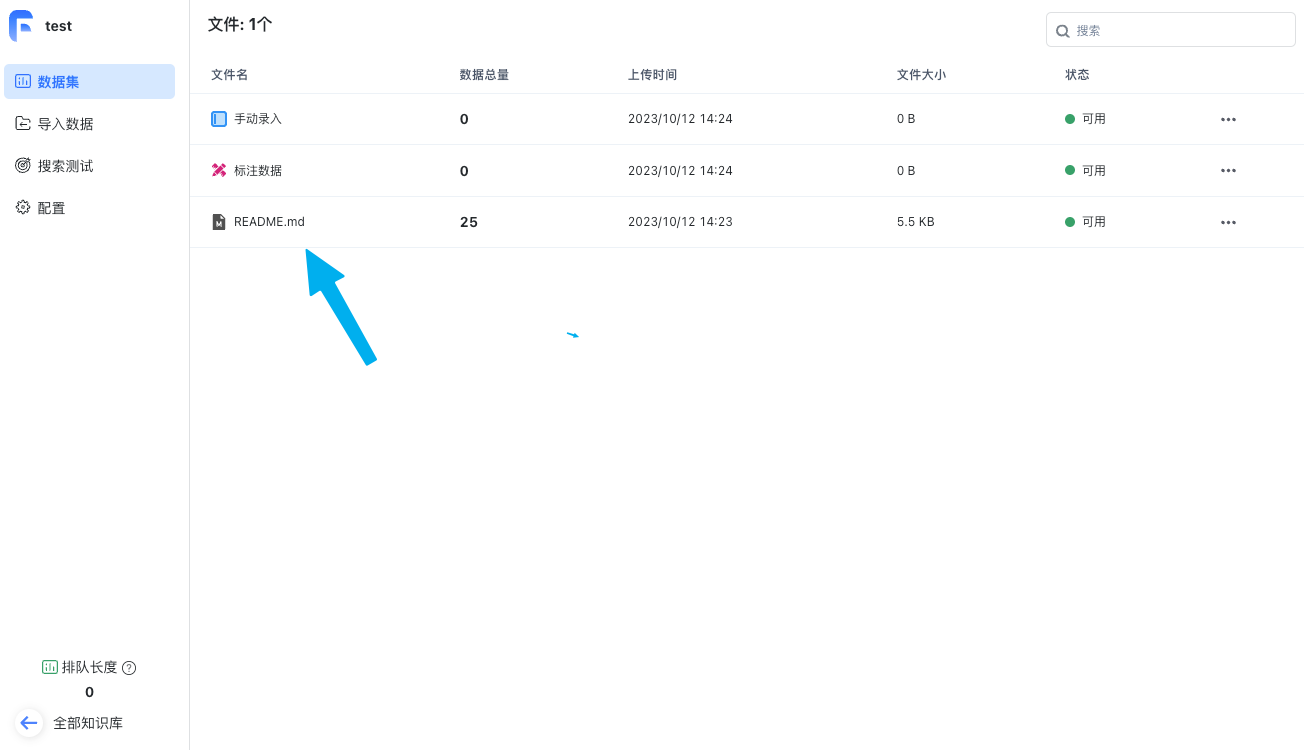 test
数据集
导入数据
搜索测试
配置
排队长度 ?
0
全部知识库
文件: 1个
搜索
文件名 数据总量 上传时间 文件大小 状态
手动录入 0 2023/10/12 14:24 0 B 可用
标注数据 0 2023/10/12 14:24 0 B 可用
README.md 25 2023/10/12 14:23 5.5 KB 可用